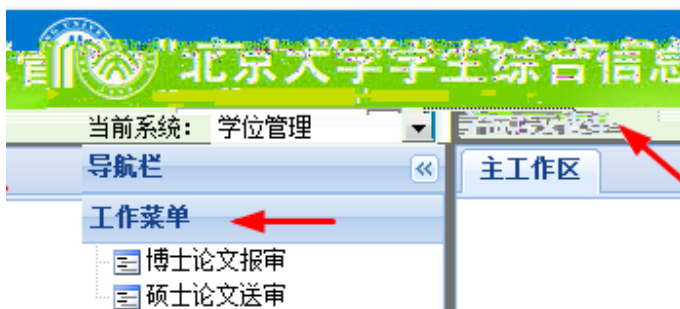 北京大学学生综合信息
当前系统： 学位管理
导航栏
主工作区
工作菜单
博士论文报审
硕士论文送审